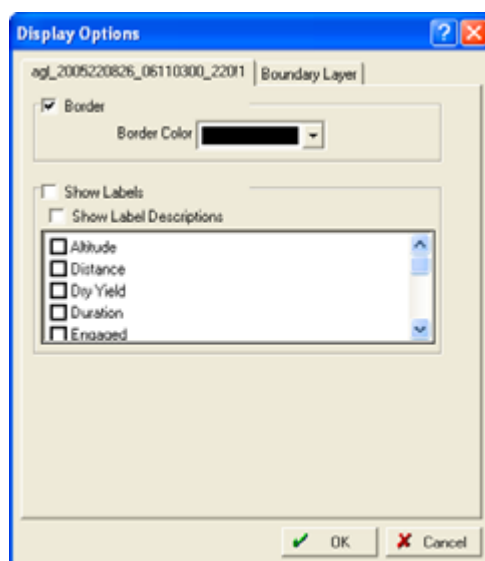 Display Options
agl_2005220826_06110300_220f1 Boundary Layer
Border
Border Color
Show Labels
Show Label Descriptions
Altitude
Distance
Dry Yield
Duration
Engaged
OK Cancel